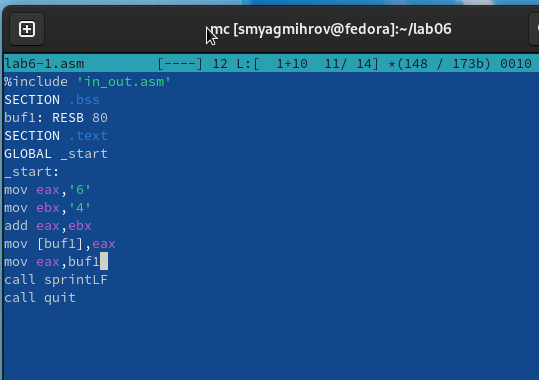 mc [smyagmihrov@fedora]:~/lab06
lab6-1.asm [----] 12 L:[ 1+10 11/ 14] *(148 / 173b) 0010
%include 'in_out.asm'
SECTION .bss
buf1: RESB 80
SECTION .text
GLOBAL _start
_start:
mov eax,'6'
mov ebx,'4'
add eax,ebx
mov [buf1],eax
mov eax,buf1
call sprintLF
call quit